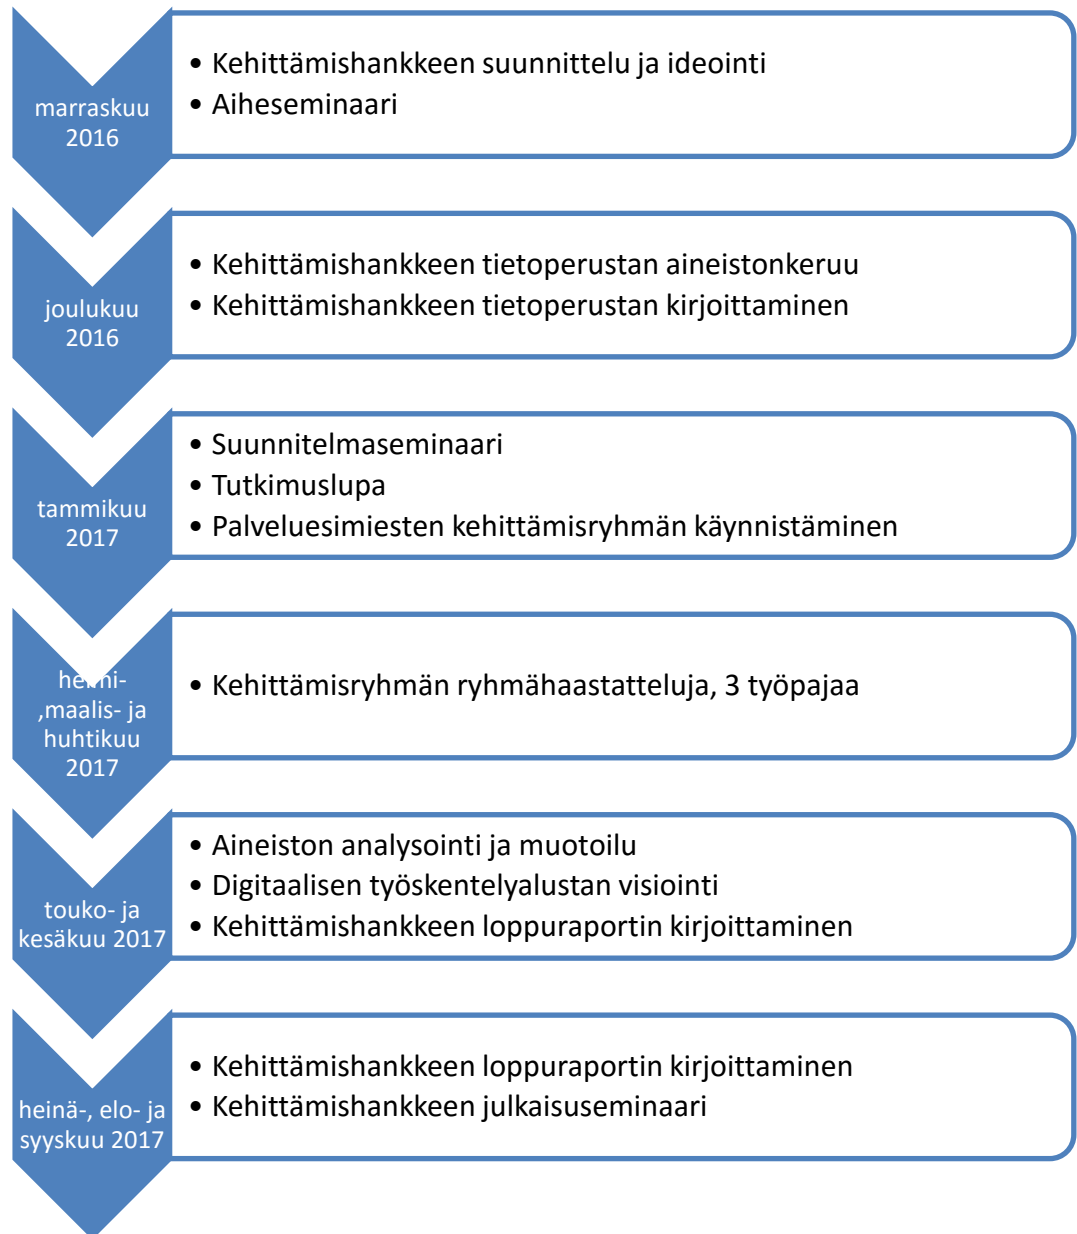 marraskuu
2016
• Kehittämishankkeen suunnittelu ja ideointi
• Aiheseminaari
joulukuu
2016
• Kehittämishankkeen tietoperustan aineistonkeruu
• Kehittämishankkeen tietoperustan kirjoittaminen
tammikuu
2017
• Suunnitelmaseminaari
• Tutkimuslupa
• Palveluesimiesten kehittämisryhmän käynnistäminen
helmi-
,maalis- ja
huhtikuu
2017
• Kehittämisryhmän ryhmähaastatteluja, 3 työpajaa
touko- ja
kesäkuu 2017
• Aineiston analysointi ja muotoilu
• Digitaalisen työskentelyalustan visiointi
• Kehittämishankkeen loppuraportin kirjoittaminen
heinä-, elo- ja
syyskuu 2017
• Kehittämishankkeen loppuraportin kirjoittaminen
• Kehittämishankkeen julkaisuseminaari